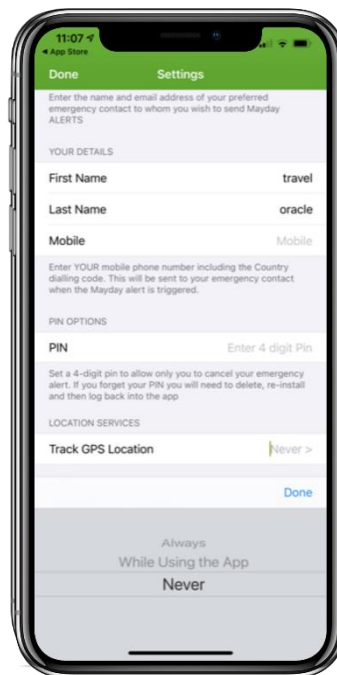 11:07
◀ App Store
Done Settings
Enter the name and email address of your preferred
emergency contact to whom you wish to send Mayday
ALERTS
YOUR DETAILS
First Name travel
Last Name oracle
Mobile Mobile
Enter YOUR mobile phone number including the Country
dialling code. This will be sent to your emergency contact
when the Mayday alert is triggered.
PIN OPTIONS
PIN Enter 4 digit Pin
Set a 4-digit pin to allow only you to cancel your emergency
alert. If you forget your PIN you will need to delete, re-install
and then log back into the app
LOCATION SERVICES
Track GPS Location Never >
Done
Always
While Using the App
Never